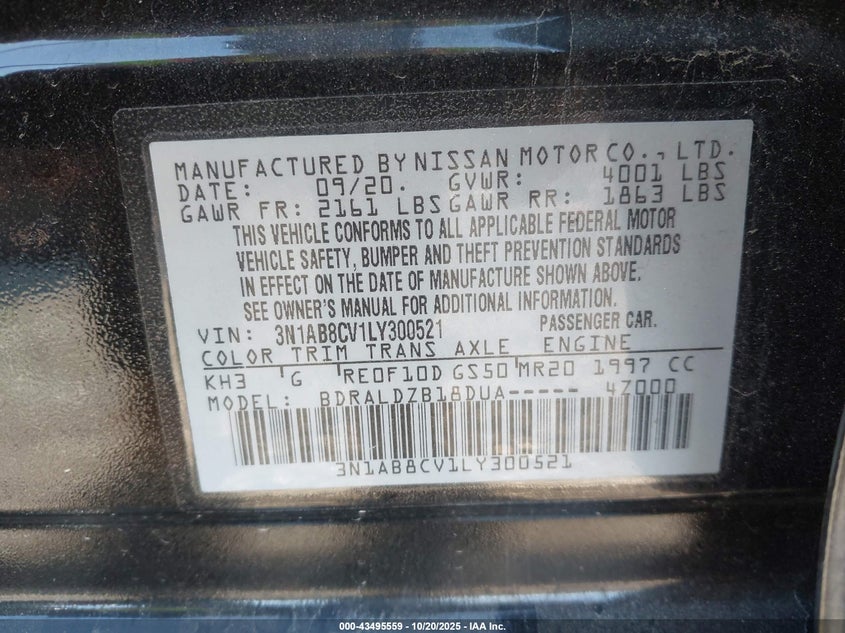 MANUFACTURED BY NISSAN MOTOR CO., LTD.
DATE: 09/20. GVWR: 4001 LBS
GAWR FR: 2161 LBS GAWR RR: 1863 LBS
THIS VEHICLE CONFORMS TO ALL APPLICABLE FEDERAL MOTOR
VEHICLE SAFETY, BUMPER AND THEFT PREVENTION STANDARDS
IN EFFECT ON THE DATE OF MANUFACTURE SHOWN ABOVE.
SEE OWNER'S MANUAL FOR ADDITIONAL INFORMATION.
VIN: 3N1AB8CV1LY300521 PASSENGER CAR.
COLOR TRIM TRANS AXLE ENGINE
KH3 'G 'RE0F10D GS50 MR20 1997 CC
MODEL: BDRALDZB18DUA----- 4Z000
3N1AB8CV1LY300521
000-43495559 - 10/20/2025 - IAA Inc.